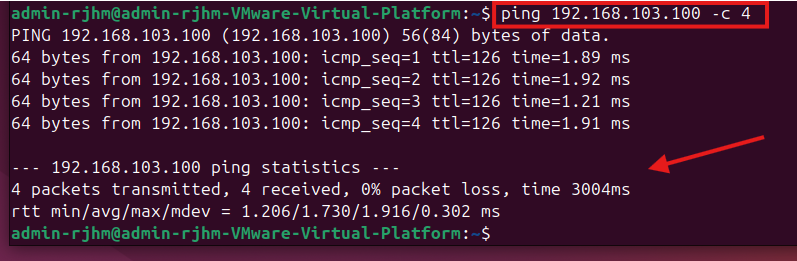 admin-rjhm@admin-rjhm-VMware-Virtual-Platform:~$ ping 192.168.103.100 -c 4
PING 192.168.103.100 (192.168.103.100) 56(84) bytes of data.
64 bytes from 192.168.103.100: icmp_seq=1 ttl=126 time=1.89 ms
64 bytes from 192.168.103.100: icmp_seq=2 ttl=126 time=1.92 ms
64 bytes from 192.168.103.100: icmp_seq=3 ttl=126 time=1.21 ms
64 bytes from 192.168.103.100: icmp_seq=4 ttl=126 time=1.91 ms
--- 192.168.103.100 ping statistics ---
4 packets transmitted, 4 received, 0% packet loss, time 3004ms
rtt min/avg/max/mdev = 1.206/1.730/1.916/0.302 ms
admin-rjhm@admin-rjhm-VMware-Virtual-Platform:~$